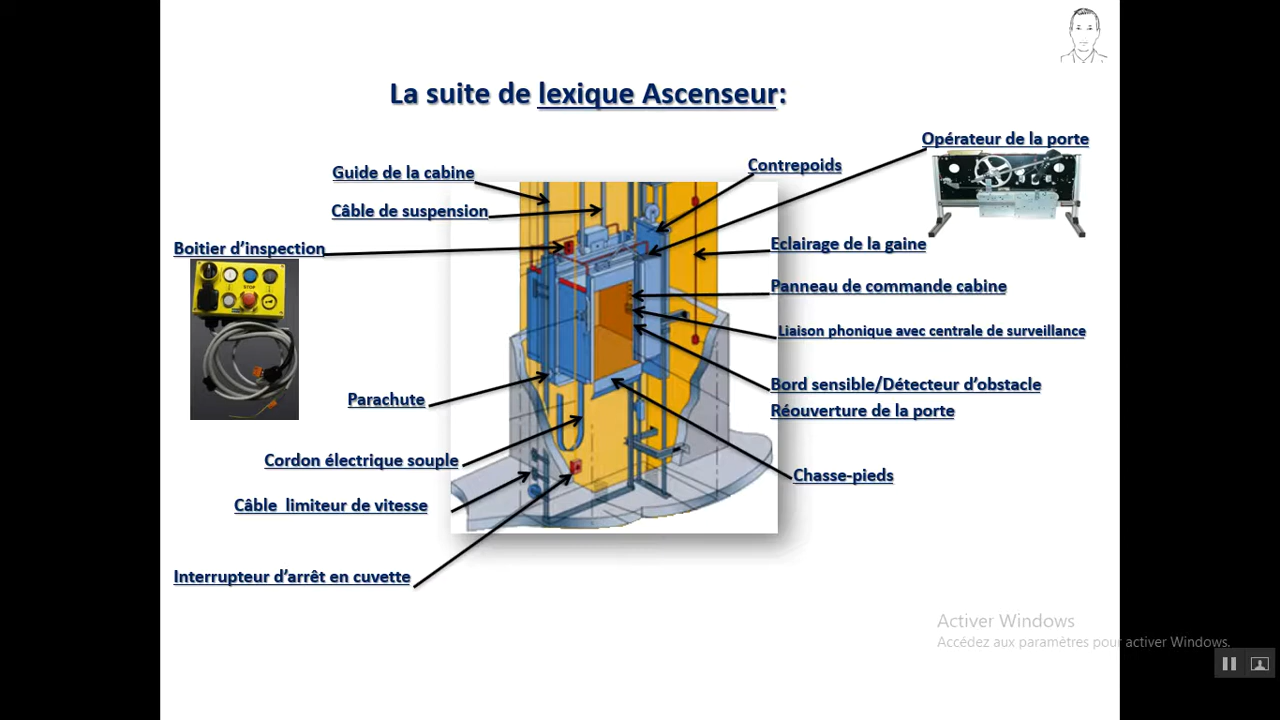 La suite de lexique Ascenseur:
Opérateur de la porte
Contrepoids
Guide de la cabine
Câble de suspension
Boitier d’inspection
Eclairage de la gaine
STOP
Panneau de commande cabine
Liaison phonique avec centrale de surveillance
Bord sensible/Détecteur d’obstacle
Réouverture de la porte
Parachute
Cordon électrique souple
Chasse-pieds
Câble  limiteur de vitesse
Interrupteur d’arrêt en cuvette
Activer Windows
Accédez aux paramètres pour activer Windows.